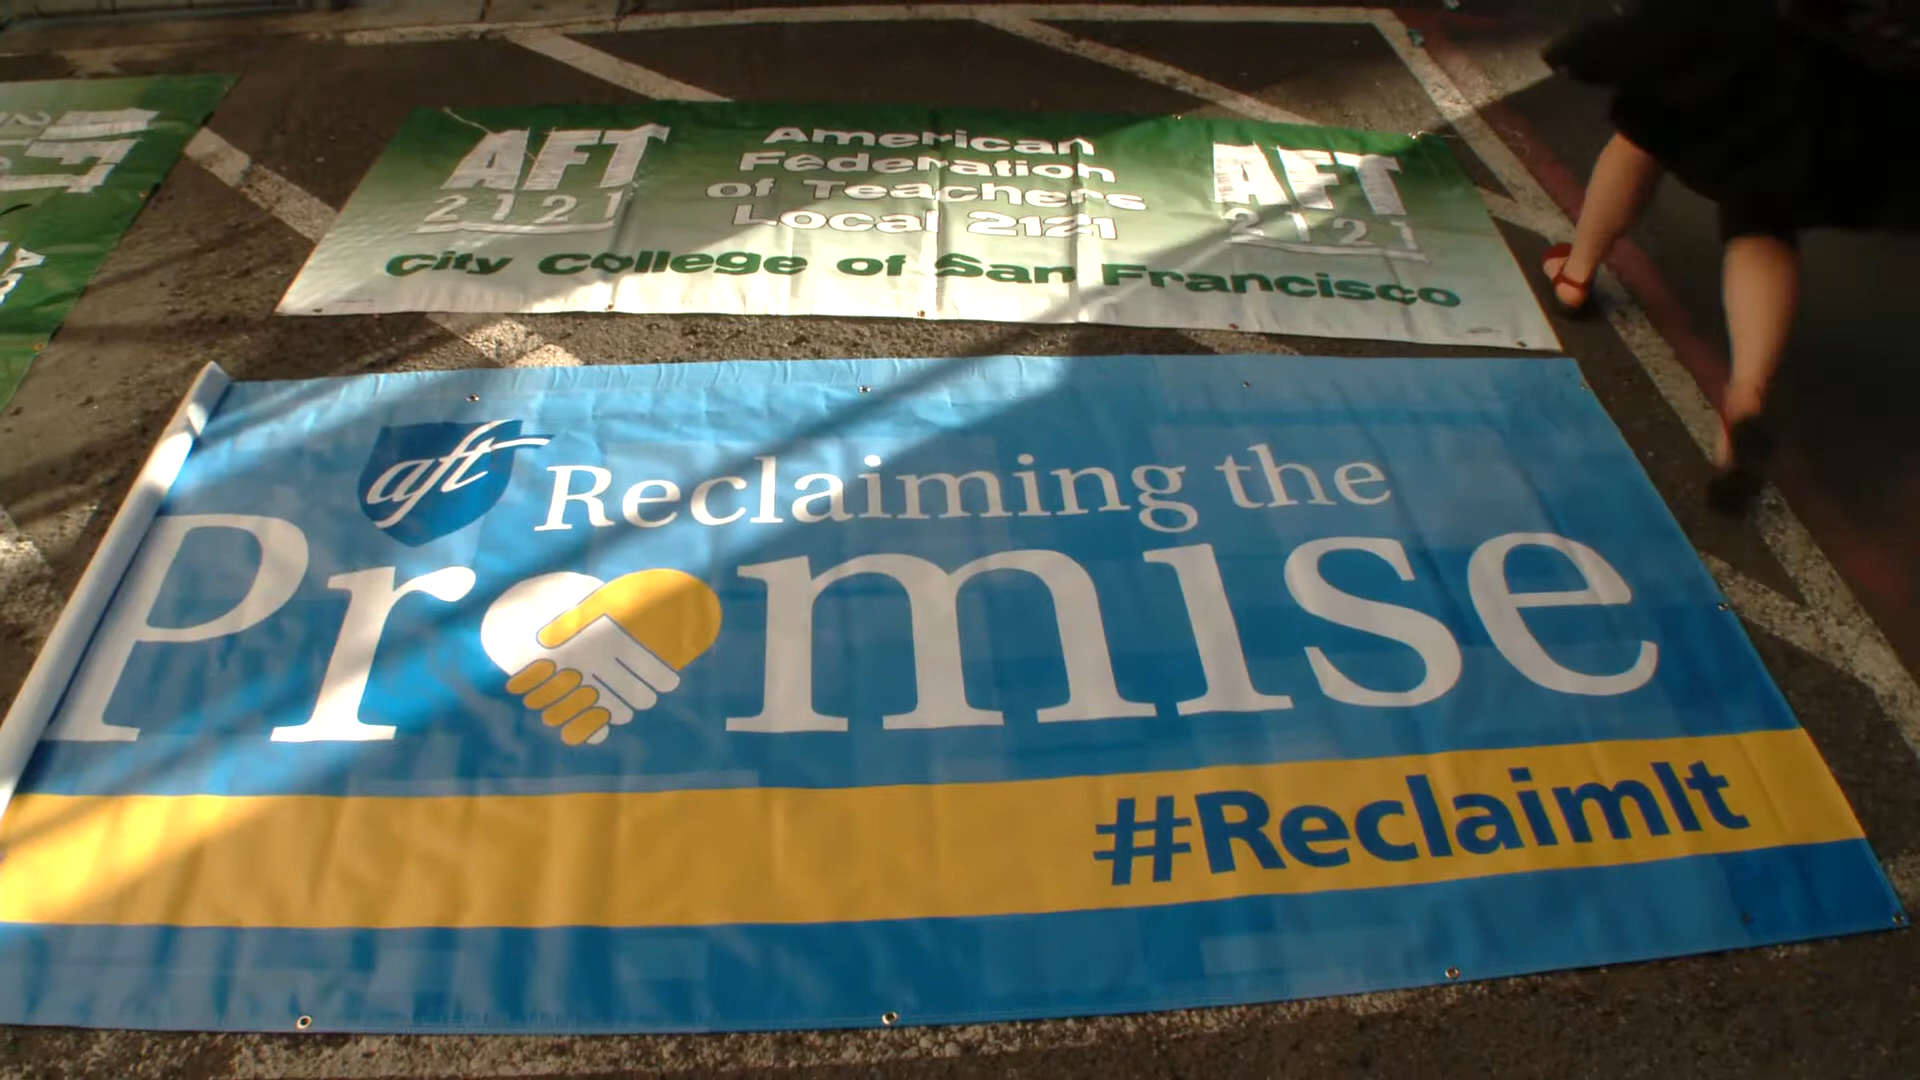 AFT
2121
American
Federation
of Teachers
Local 2121
AFT
2121
City College of San Francisco
aft
Reclaiming the
Promise
#ReclaimIt